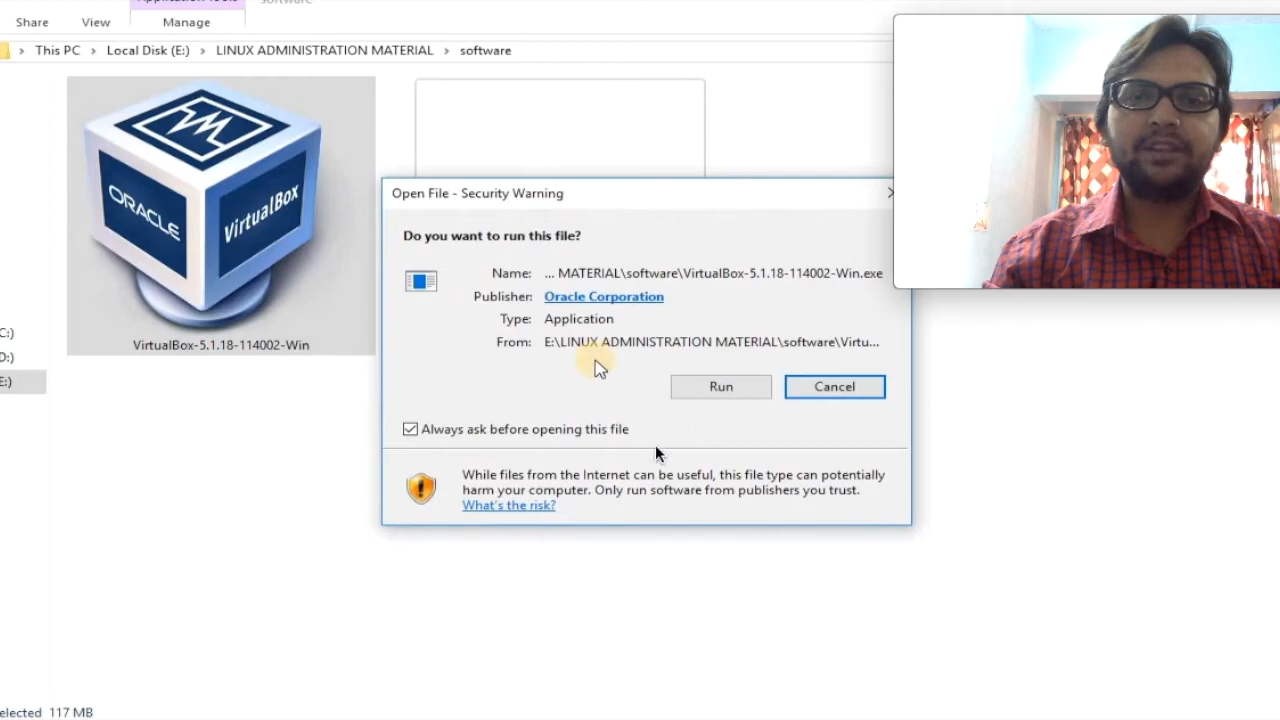 Application Tools
software
Share
View
Manage
This PC
Local Disk (E:)
LINUX ADMINISTRATION MATERIAL
software
ORACLE
VirtualBox
VirtualBox-5.1.18-114002-Win
C:)
D:)
E:)
Open File - Security Warning
Do you want to run this file?
Name: ... MATERIAL\software\VirtualBox-5.1.18-114002-Win.exe
Publisher: Oracle Corporation
Type: Application
From: E:\LINUX ADMINISTRATION MATERIAL\software\Virtu...
Run
Cancel
Always ask before opening this file
While files from the Internet can be useful, this file type can potentially
harm your computer. Only run software from publishers you trust.
What's the risk?
elected 117 MB